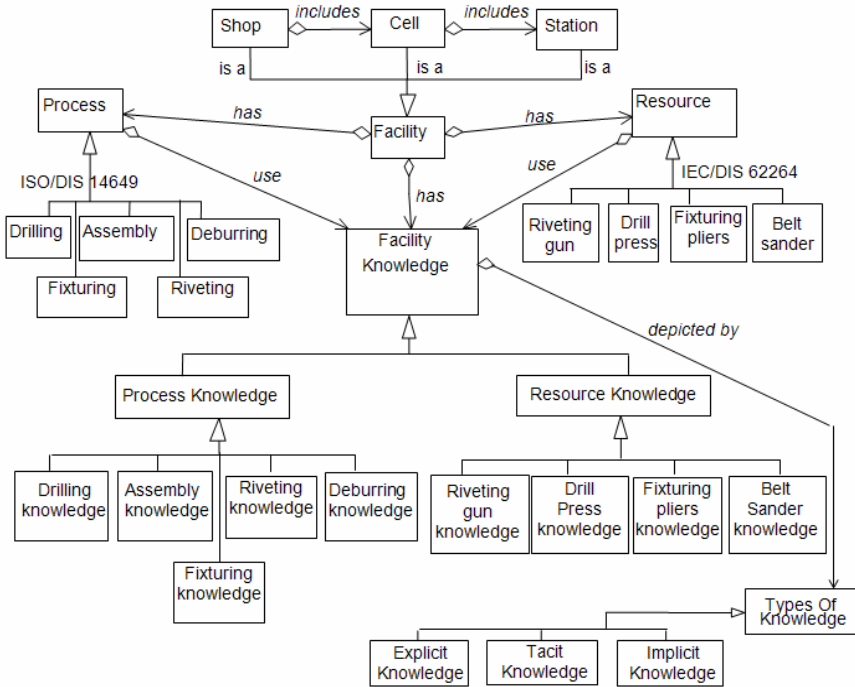 includes
includes
Shop
Cell
Station
is a
is a
is a
Process
Resource
has
has
Facility
use
use
ISO/DIS 14649
IEC/DIS 62264
has
Drilling
Assembly
Deburring
Riveting
gun
Drill
press
Fixturing
pliers
Belt
sander
Facility
Knowledge
Fixturing
Riveting
depicted by
Process Knowledge
Resource Knowledge
Drilling
knowledge
Assembly
knowledge
Riveting
knowledge
Deburring
knowledge
Riveting
gun
knowledge
Drill
Press
knowledge
Fixturing
pliers
knowledge
Belt
Sander
knowledge
Fixturing
knowledge
Types Of
Knowledge
Explicit
Knowledge
Tacit
Knowledge
Implicit
Knowledge